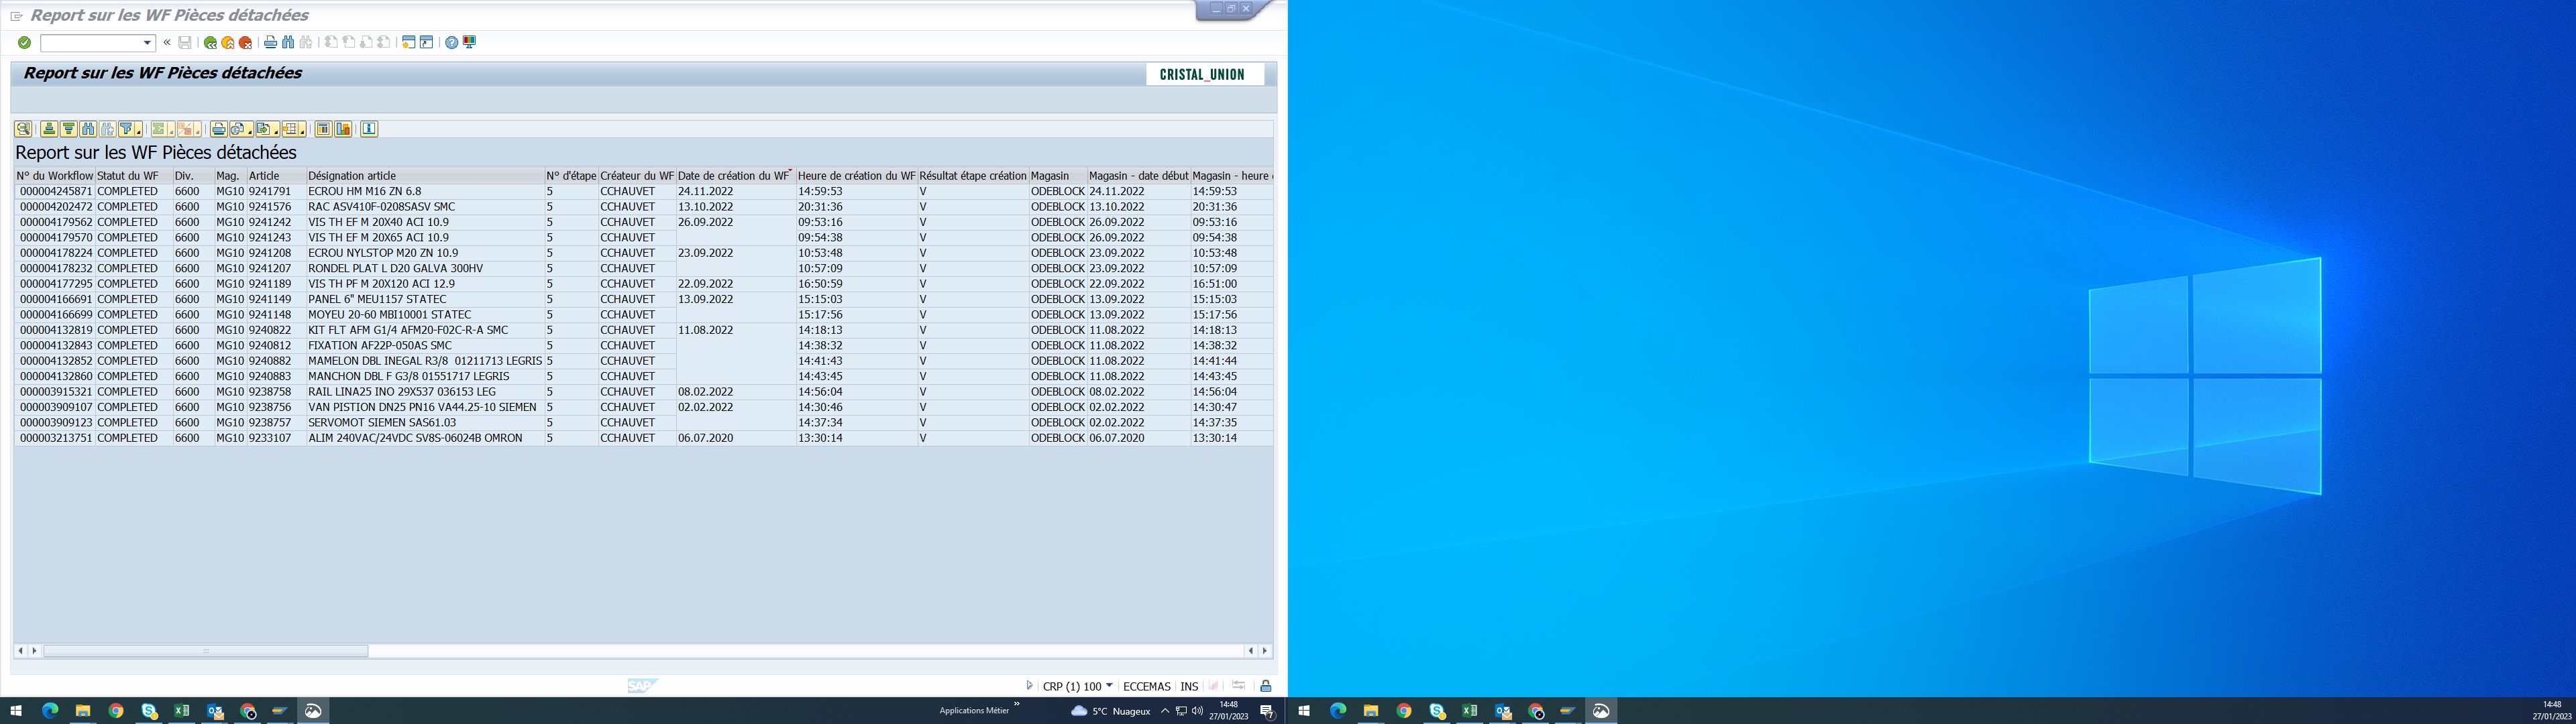 Report sur les WF Pièces détachées
Report sur les WF Pièces détachées
CRISTAL_UNION
Report sur les WF Pièces détachées
N° du Workflow Statut du WF Div. Mag. Article Désignation article N° d'étape Créateur du WF Date de création du WF Heure de création du WF Résultat étape création Magasin Magasin - date début Magasin - heure
000004245871 COMPLETED 6600 MG10 9241791 ECROU HM M16 ZN 6.8 5 CCHAUVET 24.11.2022 14:59:53 V ODEBLOCK 24.11.2022 14:59:53
000004202472 COMPLETED 6600 MG10 9241576 RAC ASV410F-0208SASV SMC 5 CCHAUVET 13.10.2022 20:31:36 V ODEBLOCK 13.10.2022 20:31:36
000004179562 COMPLETED 6600 MG10 9241242 VIS TH EF M 20X40 ACI 10.9 5 CCHAUVET 26.09.2022 09:53:16 V ODEBLOCK 26.09.2022 09:53:16
000004179570 COMPLETED 6600 MG10 9241243 VIS TH EF M 20X65 ACI 10.9 5 CCHAUVET 09:54:38 V ODEBLOCK 26.09.2022 09:54:38
000004178224 COMPLETED 6600 MG10 9241208 ECROU NYLSTOP M20 ZN 10.9 5 CCHAUVET 23.09.2022 10:53:48 V ODEBLOCK 23.09.2022 10:53:48
000004178232 COMPLETED 6600 MG10 9241207 RONDEL PLAT L D20 GALVA 300HV 5 CCHAUVET 10:57:09 V ODEBLOCK 23.09.2022 10:57:09
000004177295 COMPLETED 6600 MG10 9241189 VIS TH PF M 20X120 ACI 12.9 5 CCHAUVET 22.09.2022 16:50:59 V ODEBLOCK 22.09.2022 16:51:00
000004166691 COMPLETED 6600 MG10 9241149 PANEL 6" MEU1157 STATEC 5 CCHAUVET 13.09.2022 15:15:03 V ODEBLOCK 13.09.2022 15:15:03
000004166699 COMPLETED 6600 MG10 9241148 MOYEU 20-60 MBI10001 STATEC 5 CCHAUVET 15:17:56 V ODEBLOCK 13.09.2022 15:17:56
000004132819 COMPLETED 6600 MG10 9240822 KIT FLT AFM G1/4 AFM20-F02C-R-A SMC 5 CCHAUVET 11.08.2022 14:18:13 V ODEBLOCK 11.08.2022 14:18:13
000004132843 COMPLETED 6600 MG10 9240812 FIXATION AF22P-050AS SMC 5 CCHAUVET 14:38:32 V ODEBLOCK 11.08.2022 14:38:32
000004132852 COMPLETED 6600 MG10 9240882 MAMELON DBL INEGAL R3/8 01211713 LEGRIS 5 CCHAUVET 14:41:43 V ODEBLOCK 11.08.2022 14:41:44
000004132860 COMPLETED 6600 MG10 9240883 MANCHON DBL F G3/8 01551717 LEGRIS 5 CCHAUVET 14:43:45 V ODEBLOCK 11.08.2022 14:43:45
000003915321 COMPLETED 6600 MG10 9238758 RAIL LINA25 INO 29X537 036153 LEG 5 CCHAUVET 08.02.2022 14:56:04 V ODEBLOCK 08.02.2022 14:56:04
000003909107 COMPLETED 6600 MG10 9238756 VAN PISTION DN25 PN16 VA44.25-10 SIEMEN 5 CCHAUVET 02.02.2022 14:30:46 V ODEBLOCK 02.02.2022 14:30:47
000003909123 COMPLETED 6600 MG10 9238757 SERVOMOT SIEMEN SAS61.03 5 CCHAUVET 14:37:34 V ODEBLOCK 02.02.2022 14:37:35
000003213751 COMPLETED 6600 MG10 9233107 ALIM 240VAC/24VDC SV8S-06024B OMRON 5 CCHAUVET 06.07.2020 13:30:14 V ODEBLOCK 06.07.2020 13:30:14
SAP
CRP (1) 100 ECCEMAS INS
Applications Métier » 5°C Nuageux 14:48
27/01/2023
7
14:48
27/01/2023